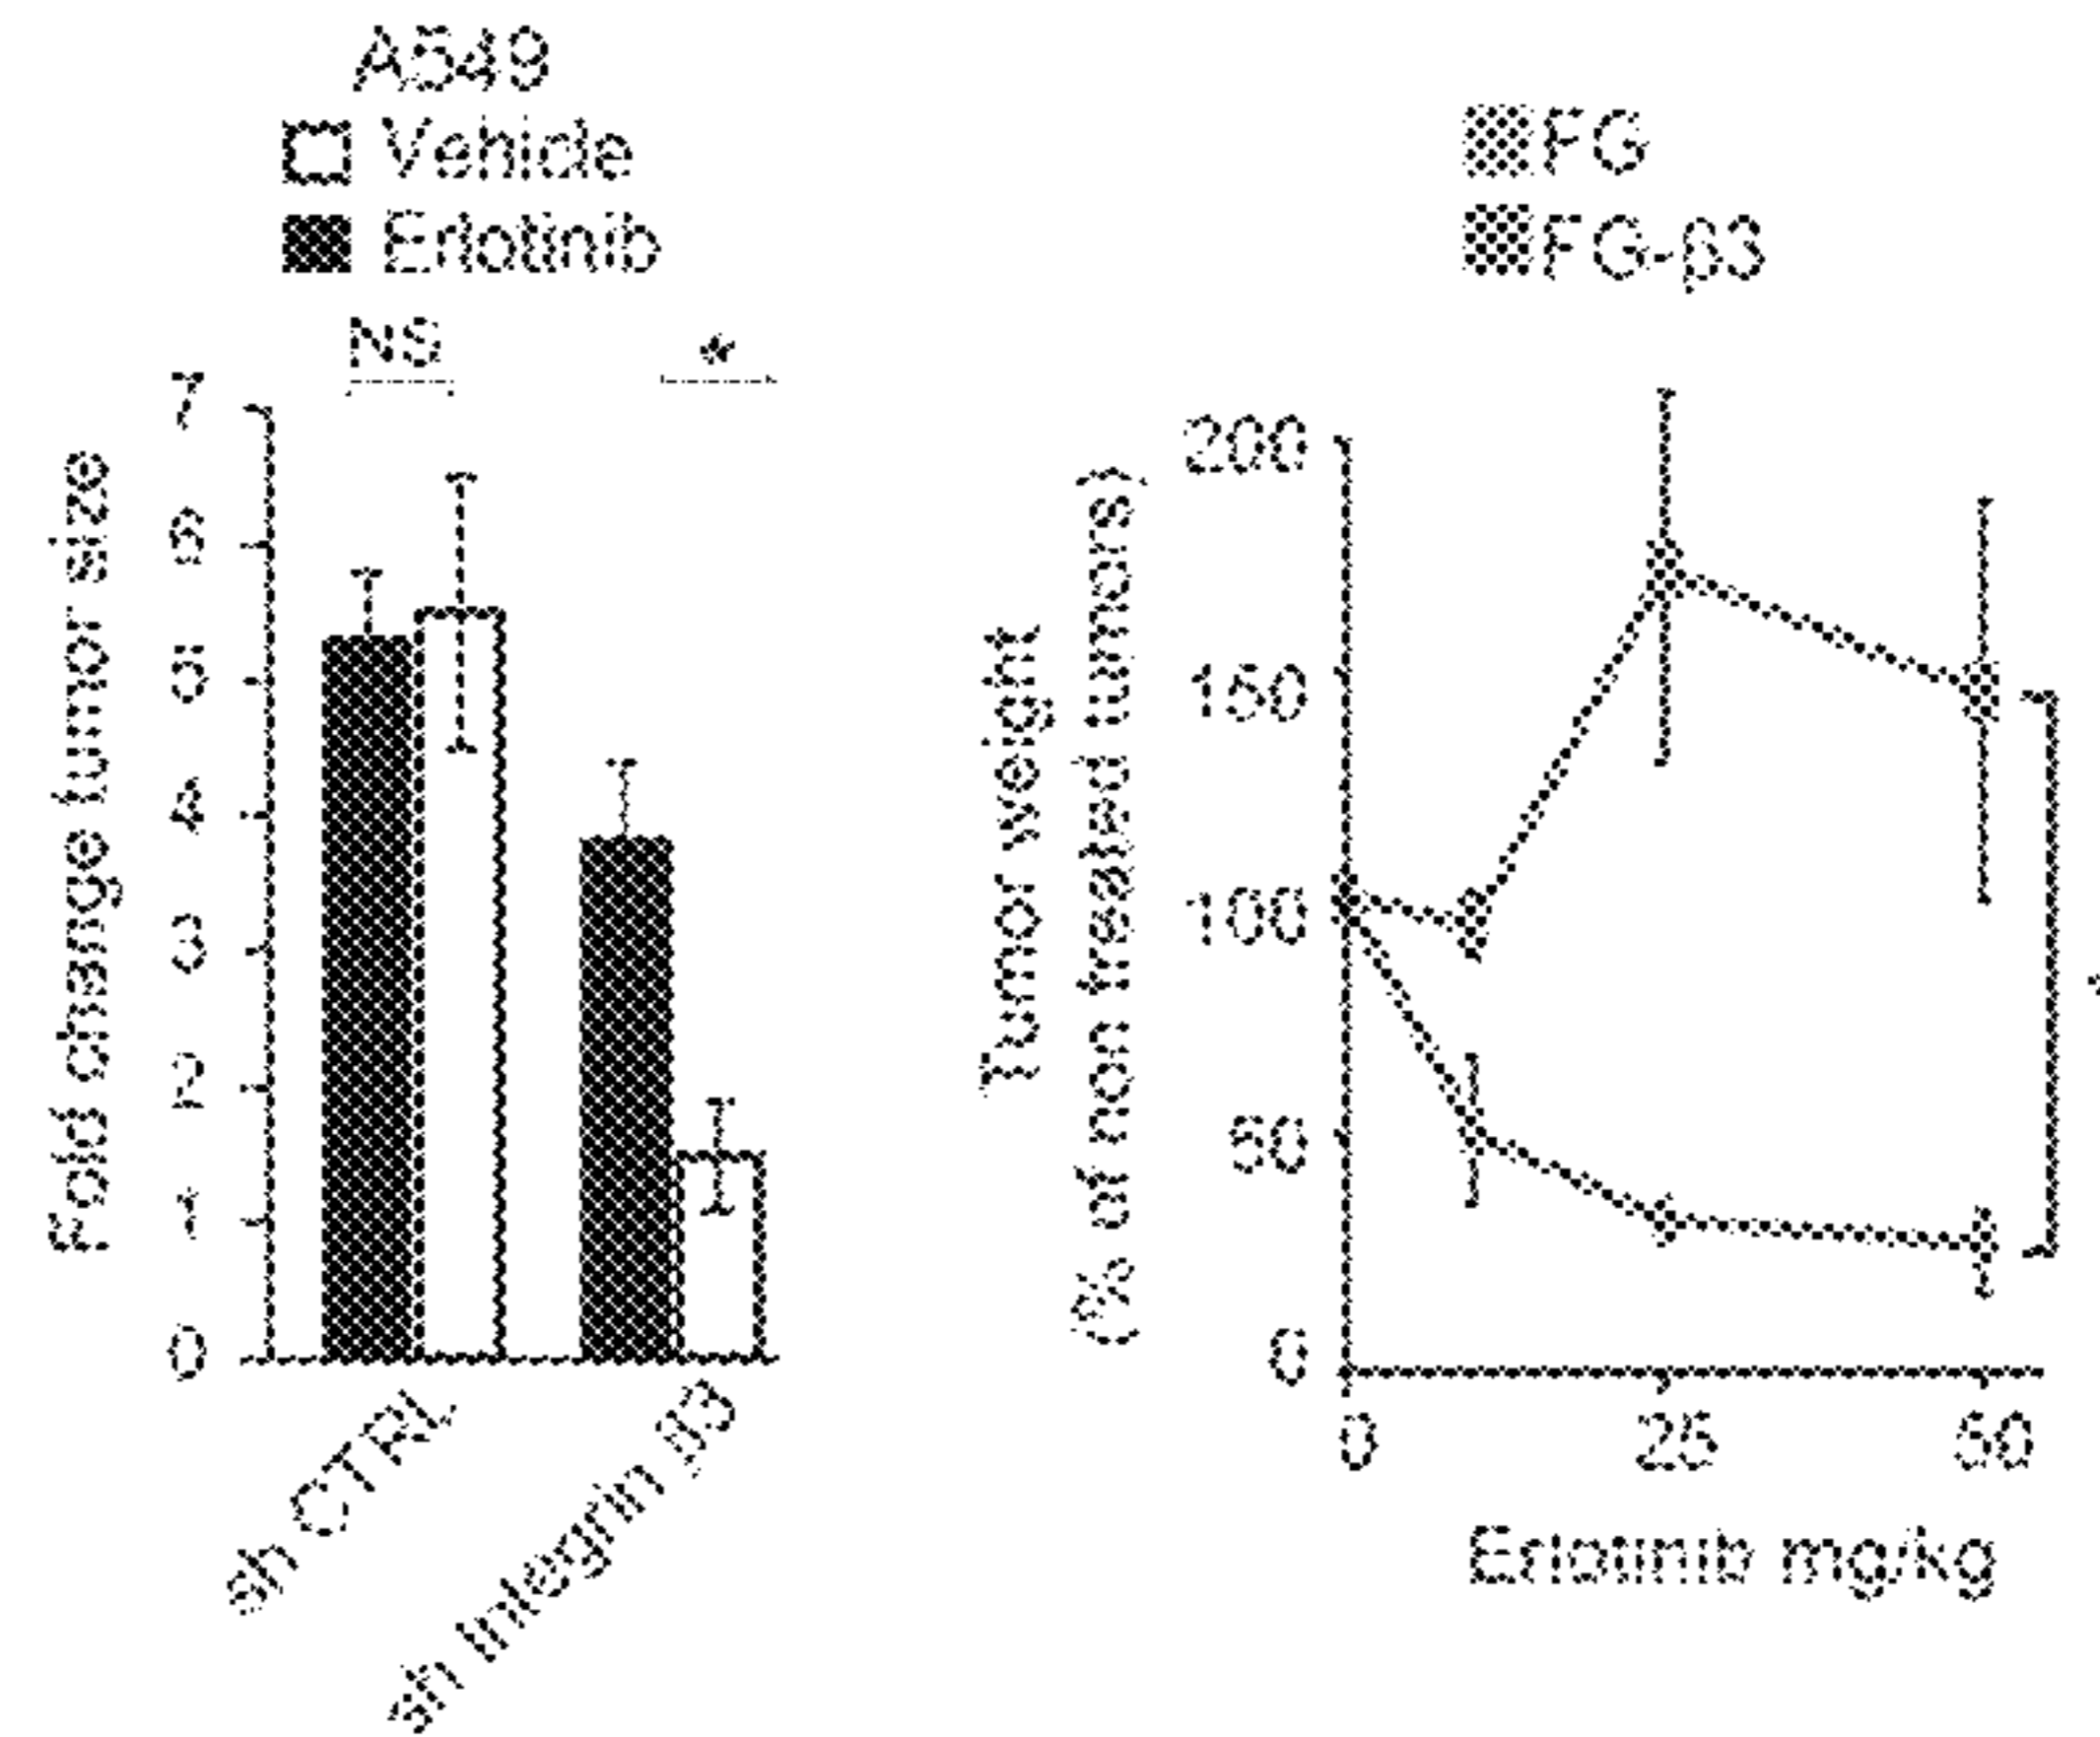 A549
Vehicle
Erlotinib
NS
*
7
6
5
4
3
2
1
0
Fold change tumor size
sh CTRL
sh Integrin β3
FG
FG-β3
200
150
100
50
0
Tumor weight
(% of non treated tumors)
0 25 50
Erlotinib mg/kg